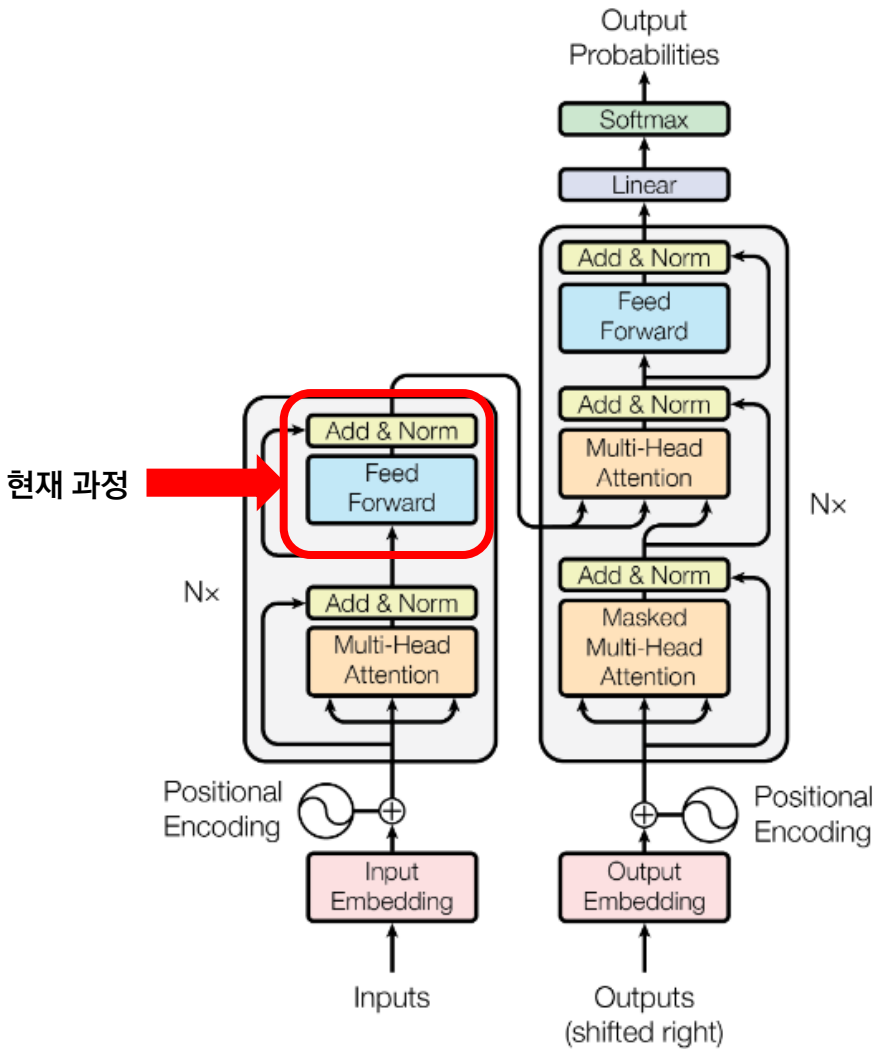 Output
Probabilities
Softmax
Linear
Add & Norm
Feed
Forward
Add & Norm
Multi-Head
Attention
Add & Norm
Masked
Multi-Head
Attention
Nx
Add & Norm
Feed
Forward
현재 과정
Nx
Add & Norm
Multi-Head
Attention
Positional
Encoding
Positional
Encoding
Input
Embedding
Output
Embedding
Inputs
Outputs
(shifted right)